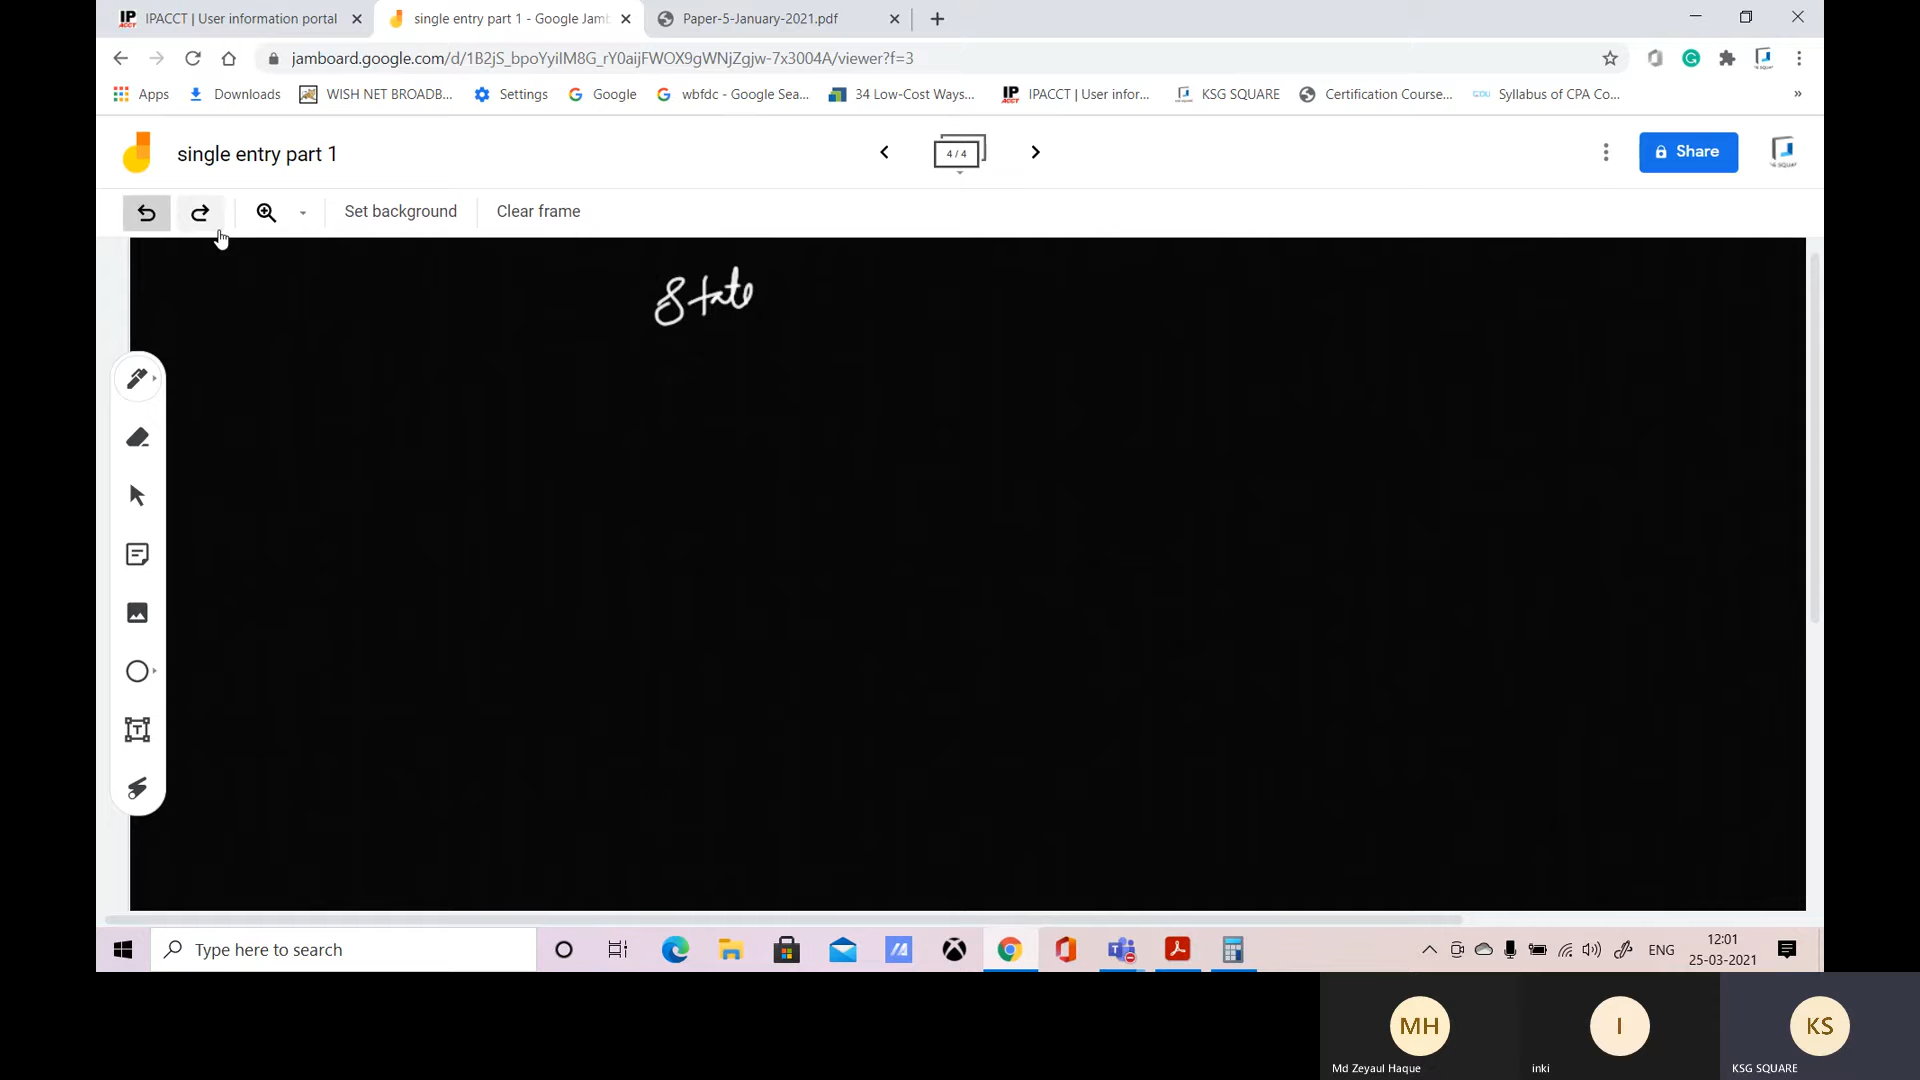 IPACCT | User information portal
single entry part 1 - Google Jamb
Paper-5-January-2021.pdf
jamboard.google.com/d/1B2jS_bpoYyiIM8G_rY0aijFWOX9gWNjZgjw-7x3004A/viewer?f=3
Apps
Downloads
WISH NET BROADB...
Settings
Google
wbfdc - Google Sea...
34 Low-Cost Ways...
IPACCT | User infor...
KSG SQUARE
Certification Course...
Syllabus of CPA Co...
»
single entry part 1
4 / 4
Share
Set background
Clear frame
State
Type here to search
ENG
12:01
25-03-2021
MH
I
KS
Md Zeyaul Haque
inki
KSG SQUARE